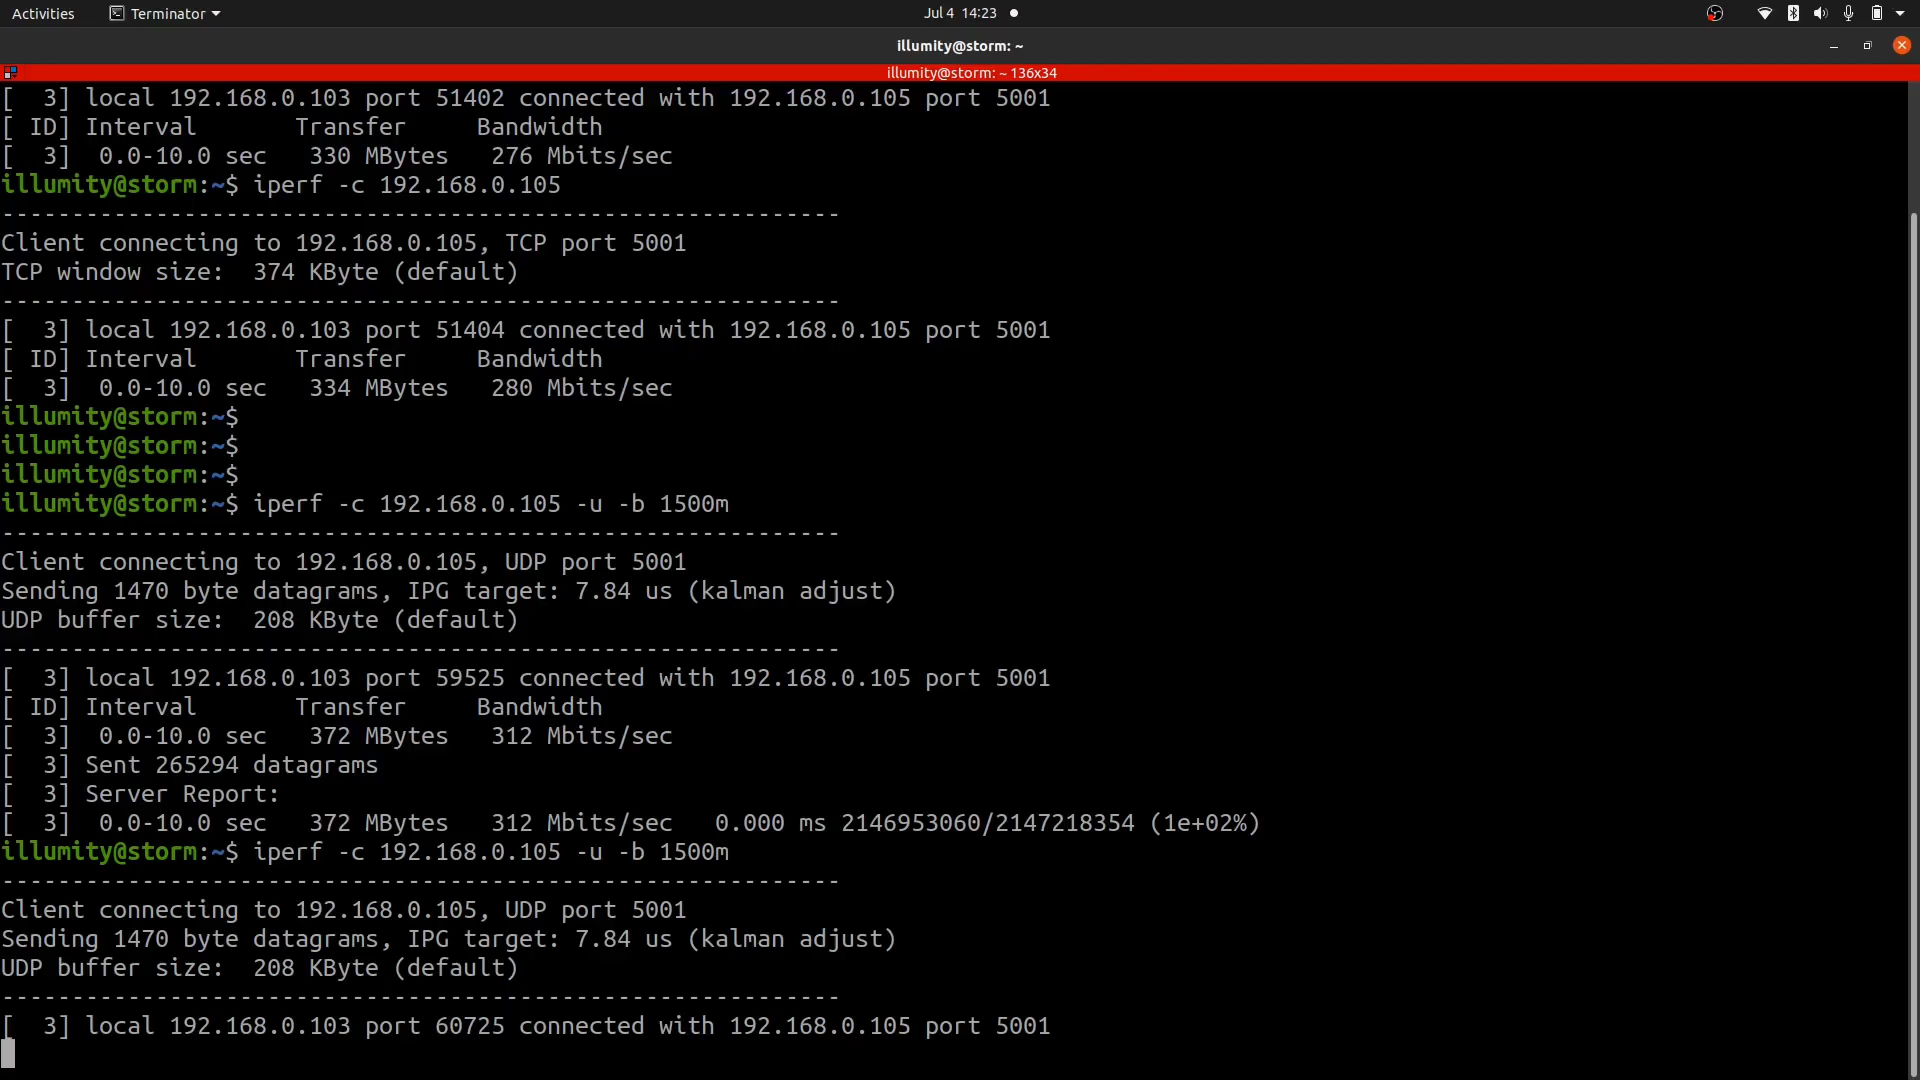 Activities Terminator Jul 4 14:23
illumity@storm: ~
illumity@storm: ~ 136x34
[  3] local 192.168.0.103 port 51402 connected with 192.168.0.105 port 5001
[ ID] Interval       Transfer     Bandwidth
[  3]  0.0-10.0 sec   330 MBytes   276 Mbits/sec
illumity@storm:~$ iperf -c 192.168.0.105
------------------------------------------------------------
Client connecting to 192.168.0.105, TCP port 5001
TCP window size:  374 KByte (default)
------------------------------------------------------------
[  3] local 192.168.0.103 port 51404 connected with 192.168.0.105 port 5001
[ ID] Interval       Transfer     Bandwidth
[  3]  0.0-10.0 sec   334 MBytes   280 Mbits/sec
illumity@storm:~$
illumity@storm:~$
illumity@storm:~$
illumity@storm:~$ iperf -c 192.168.0.105 -u -b 1500m
------------------------------------------------------------
Client connecting to 192.168.0.105, UDP port 5001
Sending 1470 byte datagrams, IPG target: 7.84 us (kalman adjust)
UDP buffer size:  208 KByte (default)
------------------------------------------------------------
[  3] local 192.168.0.103 port 59525 connected with 192.168.0.105 port 5001
[ ID] Interval       Transfer     Bandwidth
[  3]  0.0-10.0 sec   372 MBytes   312 Mbits/sec
[  3] Sent 265294 datagrams
[  3] Server Report:
[  3]  0.0-10.0 sec   372 MBytes   312 Mbits/sec   0.000 ms 2146953060/2147218354 (1e+02%)
illumity@storm:~$ iperf -c 192.168.0.105 -u -b 1500m
------------------------------------------------------------
Client connecting to 192.168.0.105, UDP port 5001
Sending 1470 byte datagrams, IPG target: 7.84 us (kalman adjust)
UDP buffer size:  208 KByte (default)
------------------------------------------------------------
[  3] local 192.168.0.103 port 60725 connected with 192.168.0.105 port 5001